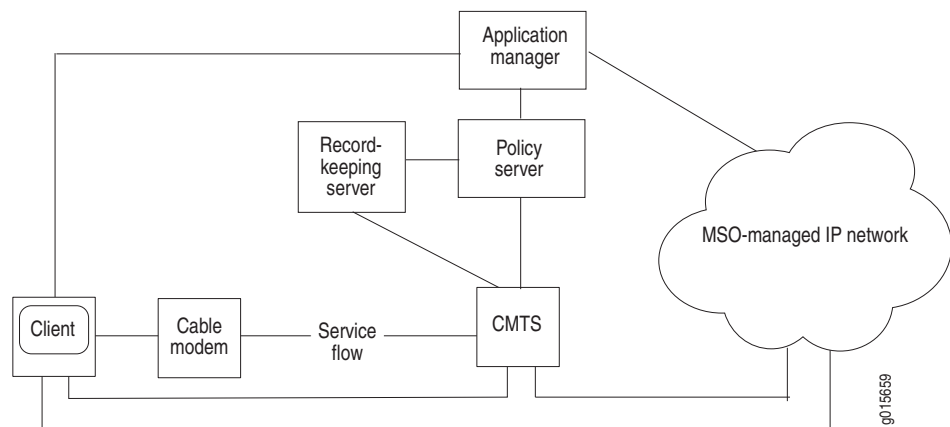 Application
manager
Record-
keeping
server
Policy
server
MSO-managed IP network
Client
Cable
modem
Service
flow
CMTS
g015659